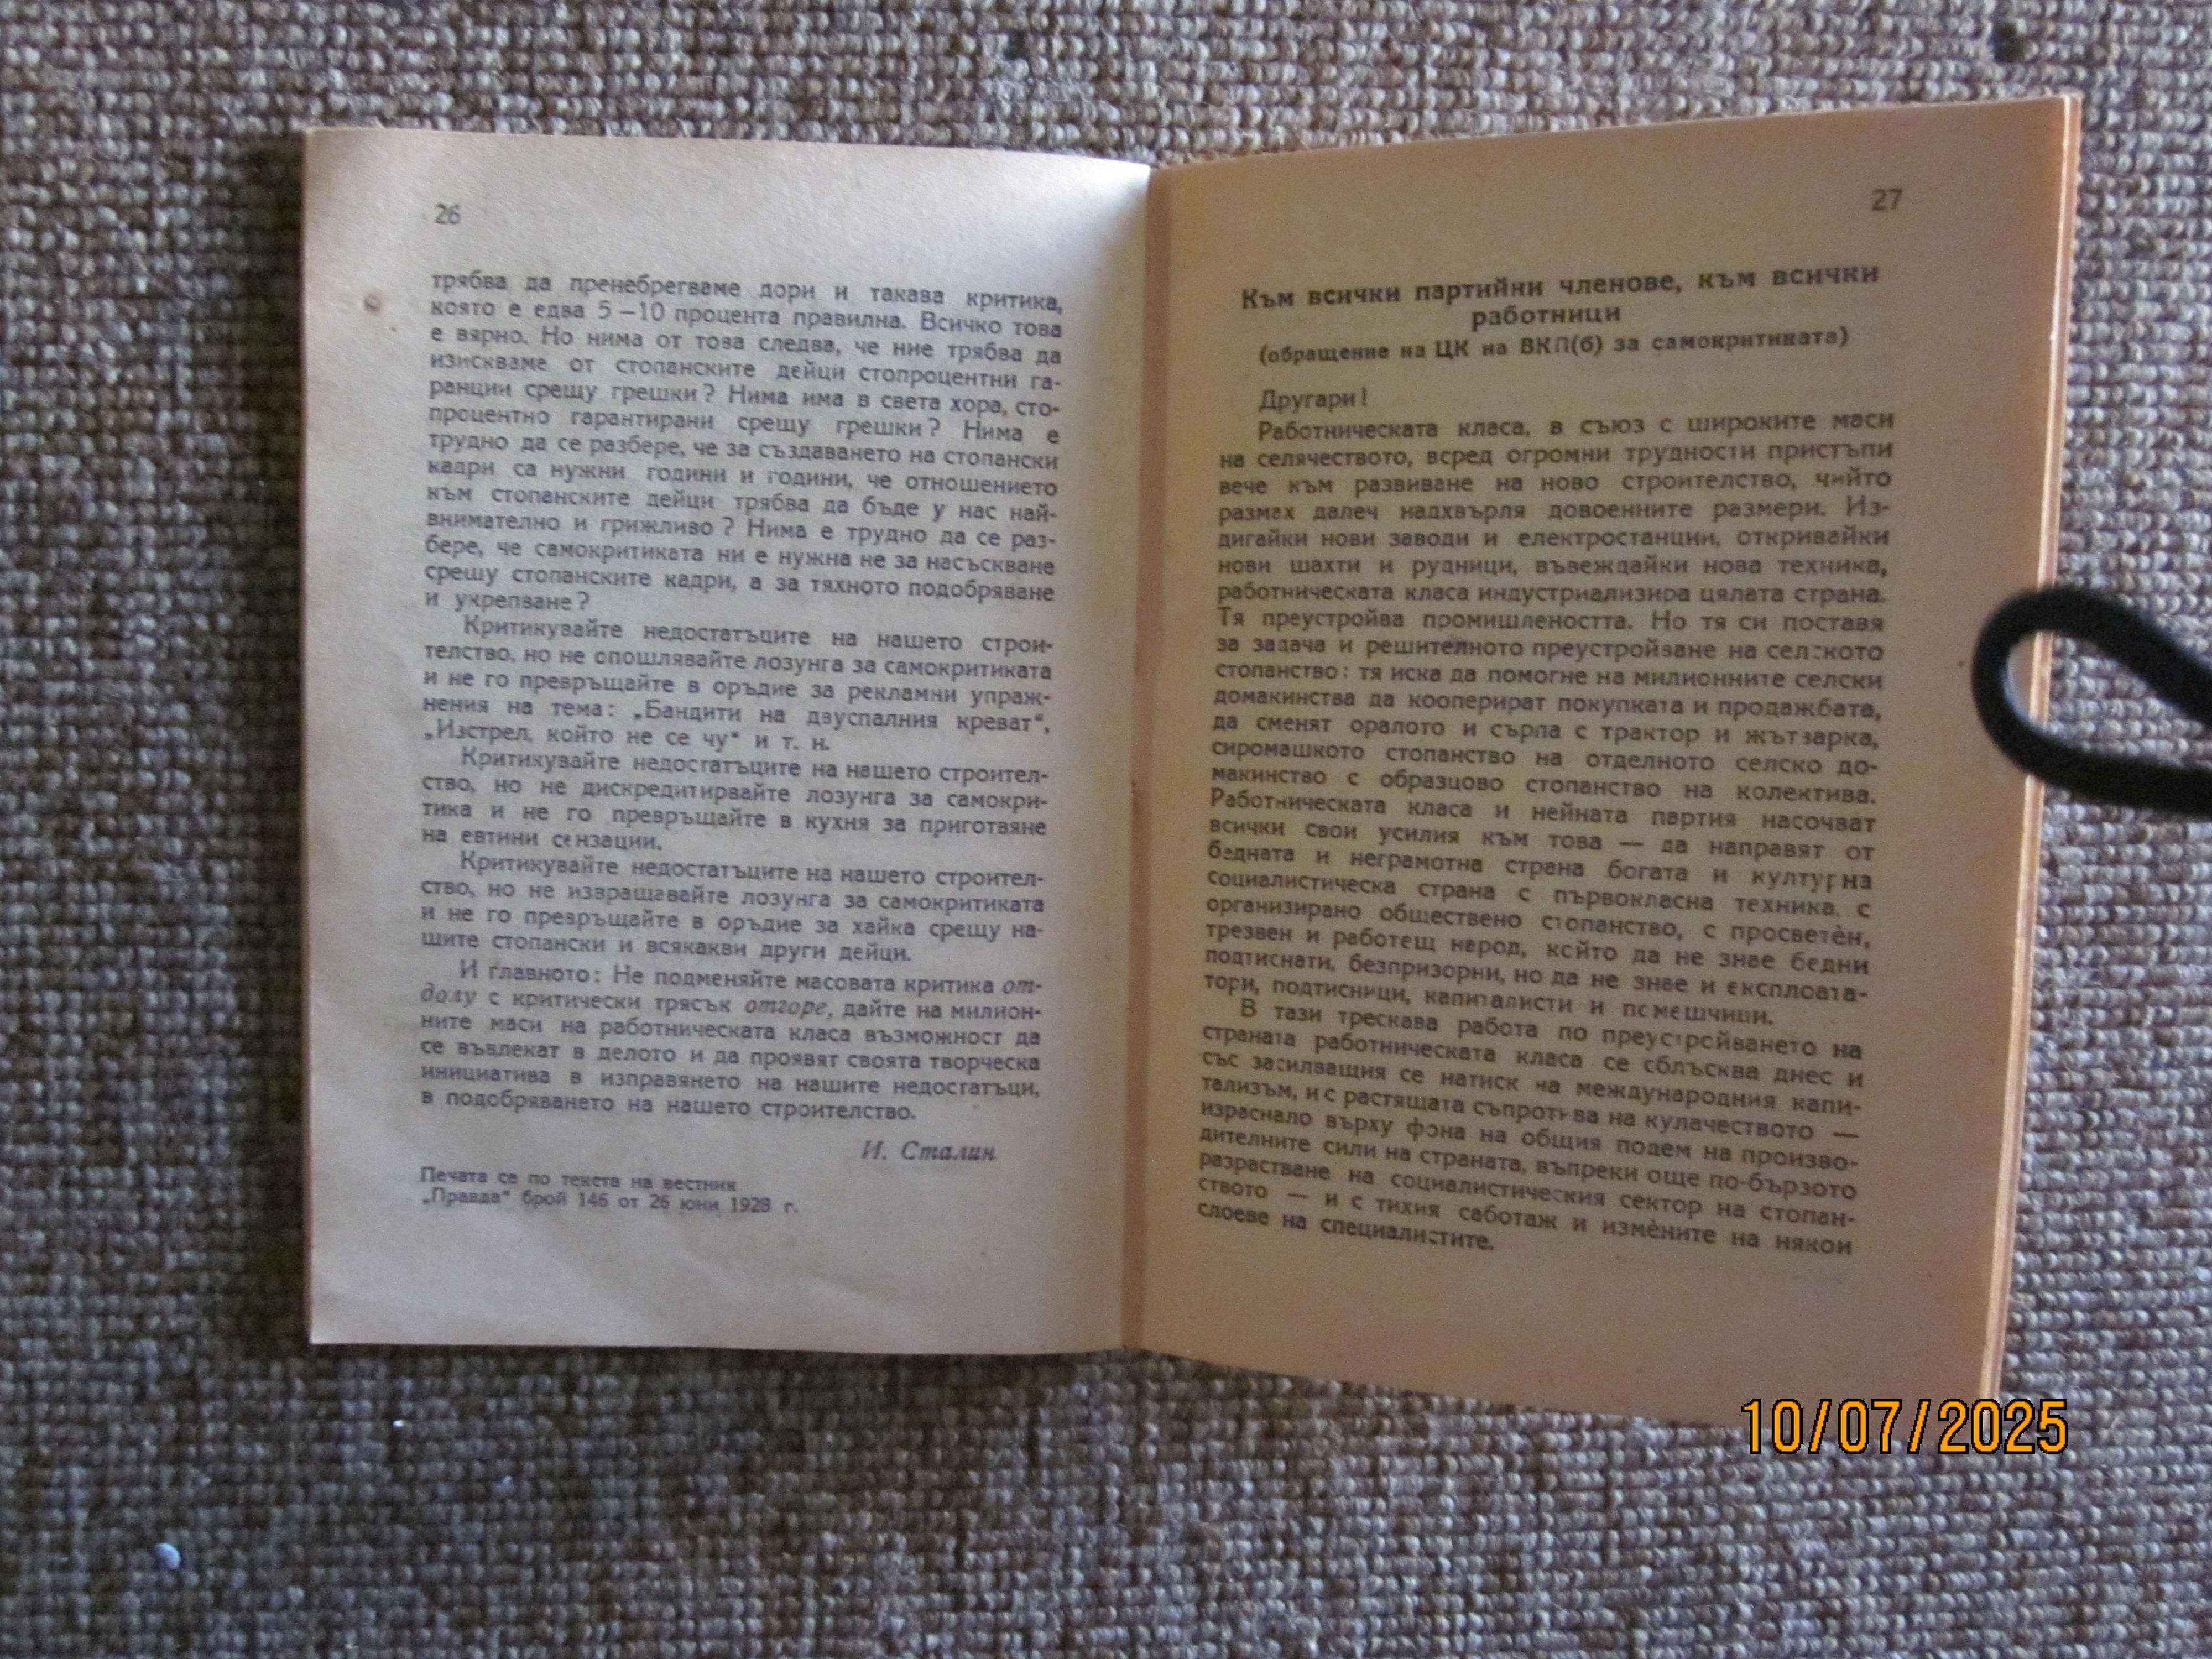 26
трябва да пренебрегваме дори и такава критика,
която е едва 5—10 процента правилна. Всичко това
е вярно. Но нима от това следва, че ние трябва да
изискваме от стопанските дейци стопроцентни га-
ранции срещу грешки? Нима има в света хора, сто-
процентно гарантирани срещу грешки? Нима е
трудно да се разбере, че за създаването на стопански
кадри са нужни години и години, че отношението
към стопанските дейци трябва да бъде у нас най-
внимателно и грижливо? Нима е трудно да се раз-
бере, че самокритиката ни е нужна не за насъскване
срещу стопанските кадри, а за тяхното подобряване
и укрепване?
Критикувайте недостатъците на нашето строи-
телство, но не опошлявайте лозунга за самокритиката
и не го превръщайте в оръдие за рекламни упраж-
нения на тема: „Бандити на двуспалния креват“,
„Изстрел, който не се чу“ и т. н.
Критикувайте недостатъците на нашето строител-
ство, но не дискредитирвайте лозунга за самокри-
тика и не го превръщайте в кухня за приготвяне
на евтини сензации.
Критикувайте недостатъците на нашето строител-
ство, но не извращавайте лозунга за самокритиката
и не го превръщайте в оръдие за хайка срещу на-
шите стопански и всякакви други дейци.
И главното: Не подменяйте масовата критика от-
долу с критически трясък отгоре, дайте на милион-
ните маси на работническата класа възможност да
се въвлекат в делото и да проявят своята творческа
инициатива в изправянето на нашите недостатъци,
в подобряването на нашето строителство.
И. Сталин
Печата се по текста на вестник
„Правда“ брой 146 от 26 юни 1928 г.
27
Към всички партийни членове, към всички
работници
(обращение на ЦК на ВКП(б) за самокритиката)
Другари!
Работническата класа, в съюз с широките маси
на селячеството, всред огромни трудности пристъпи
вече към развиване на ново строителство, чийто
размах далеч надхвърля довоенните размери. Из-
дигайки нови заводи и електростанции, откривайки
нови шахти и рудници, въвеждайки нова техника,
работническата класа индустриализира цялата страна.
Тя преустройва промишлеността. Но тя си поставя
за задача и решителното преустройване на селското
стопанство: тя иска да помогне на милионните селски
домакинства да кооперират покупката и продажбата,
да сменят оралото и сърпа с трактор и жътварка,
сиромашкото стопанство на отделното селско до-
макинство с образцово стопанство на колектива.
Работническата класа и нейната партия насочват
всички свои усилия към това — да направят от
бедната и неграмотна страна богата и културна
социалистическа страна с първокласна техника, с
организирано обществено стопанство, с просветѐн,
трезвен и работещ народ, който да не знае бедни
подтиснати, безпризорни, но да не знае и експлоата-
тори, подтисници, капиталисти и помешчици.
В тази трескава работа по преустройването на
страната работническата класа се сблъсква днес и
със засилващия се натиск на международния капи-
тализъм, и с растящата съпротива на кулачеството —
израснало върху фона на общия подем на произво-
дителните сили на страната, въпреки още по-бързото
разрастване на социалистическия сектор на стопан-
ството — и с тихия саботаж и измѐните на някои
слоеве на специалистите.
10/07/2025